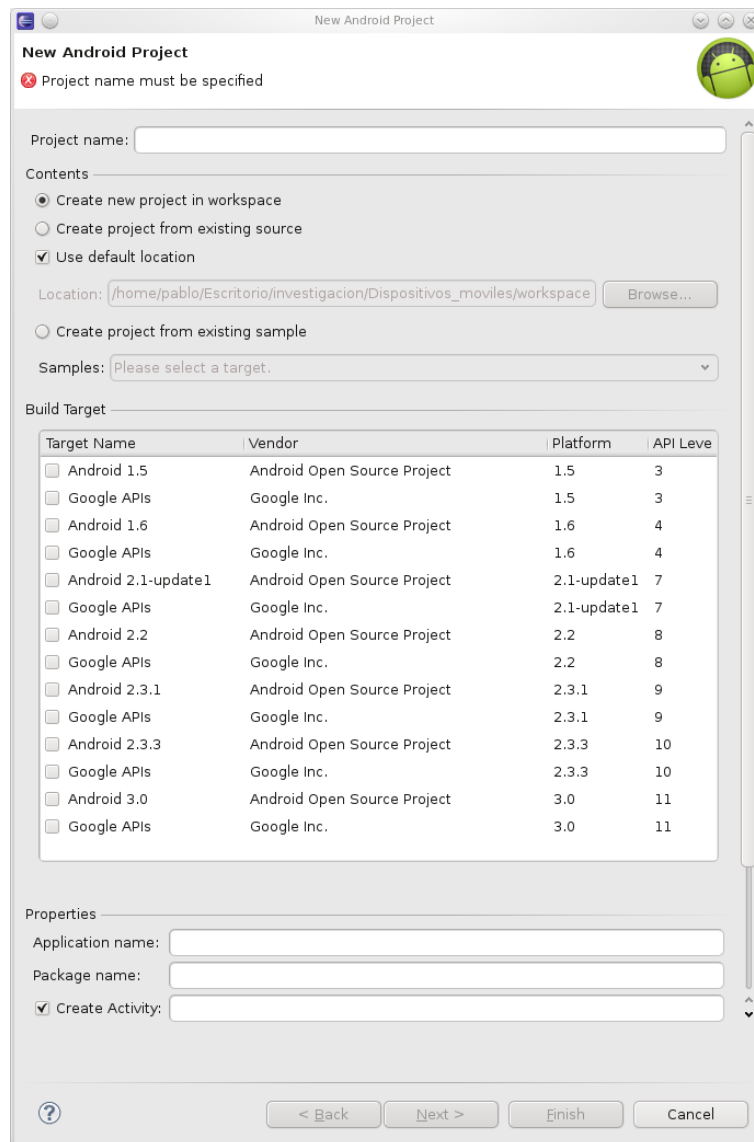 New Android Project
New Android Project
Project name must be specified
Project name:
Contents
Create new project in workspace
Create project from existing source
Use default location
Location: /home/pablo/Escritorio/investigacion/Dispositivos_moviles/workspace Browse...
Create project from existing sample
Samples: Please select a target.
Build Target
Target Name Vendor Platform API Leve
Android 1.5 Android Open Source Project 1.5 3
Google APIs Google Inc. 1.5 3
Android 1.6 Android Open Source Project 1.6 4
Google APIs Google Inc. 1.6 4
Android 2.1-update1 Android Open Source Project 2.1-update1 7
Google APIs Google Inc. 2.1-update1 7
Android 2.2 Android Open Source Project 2.2 8
Google APIs Google Inc. 2.2 8
Android 2.3.1 Android Open Source Project 2.3.1 9
Google APIs Google Inc. 2.3.1 9
Android 2.3.3 Android Open Source Project 2.3.3 10
Google APIs Google Inc. 2.3.3 10
Android 3.0 Android Open Source Project 3.0 11
Google APIs Google Inc. 3.0 11
Properties
Application name:
Package name:
Create Activity:
? < Back Next > Finish Cancel